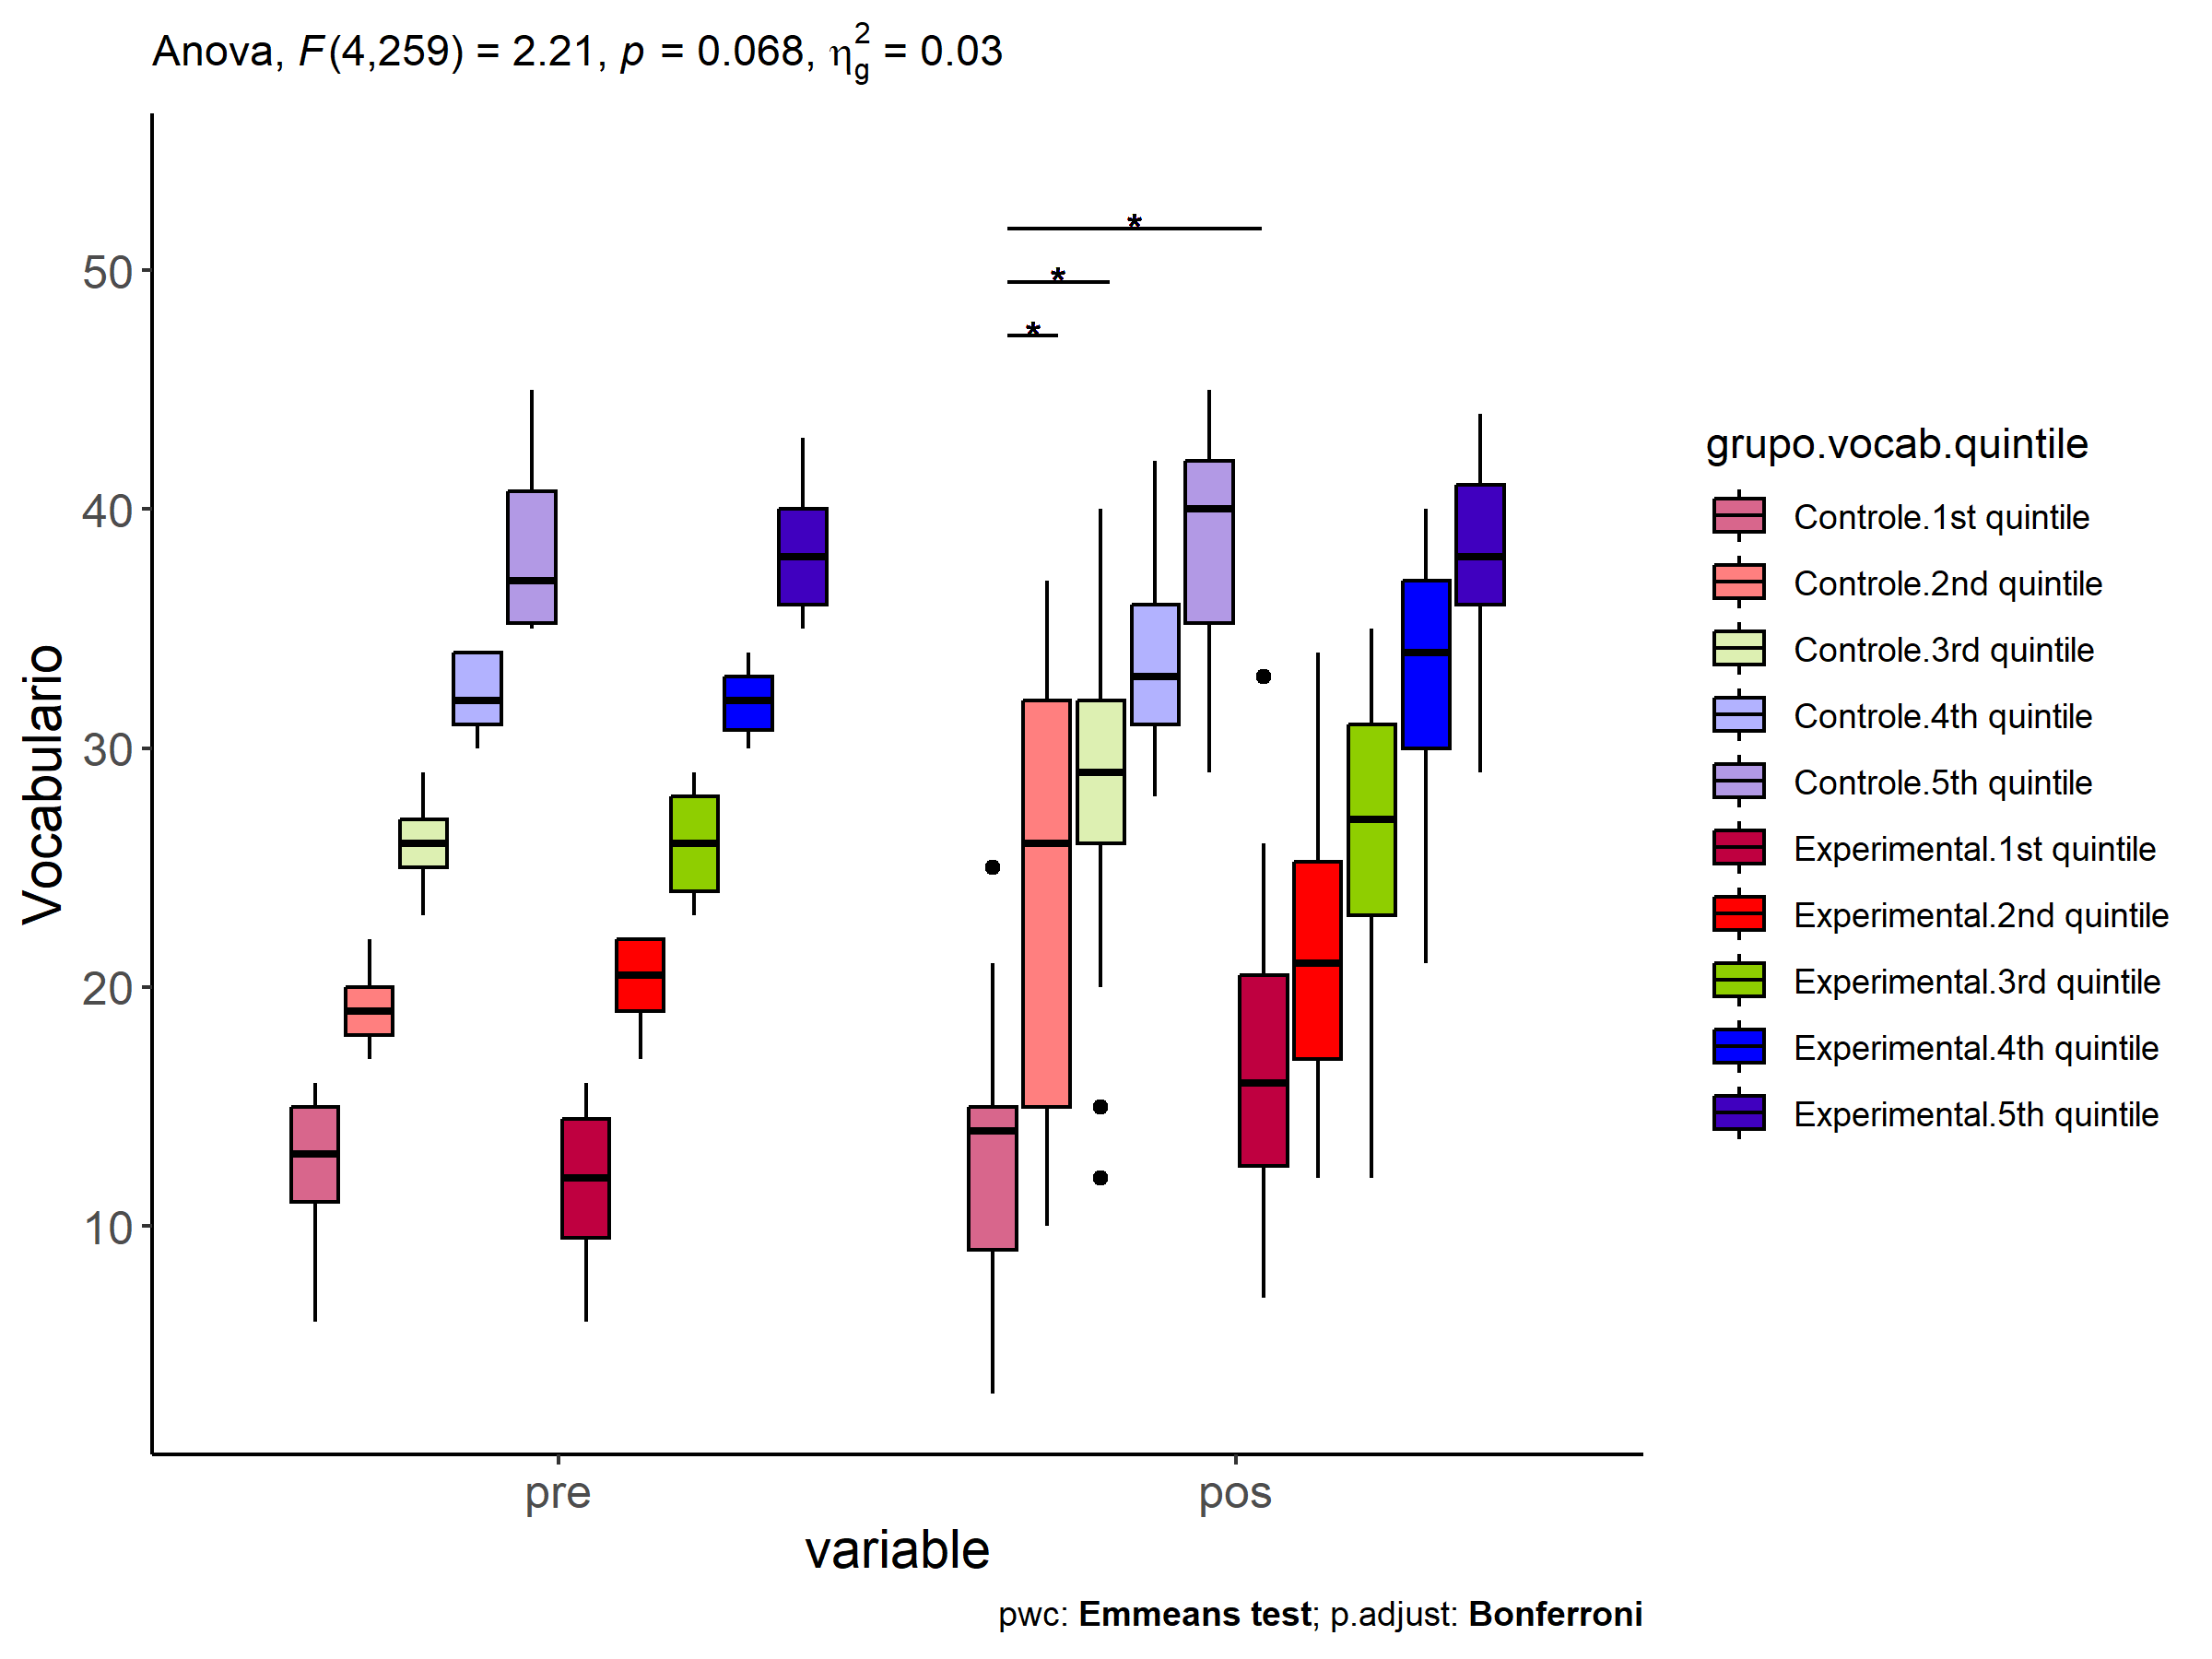 Anova, F(4,259) = 2.21, p = 0.068, η²g = 0.03
*
*
*
50
40
30
20
10
Vocabulario
pre
pos
variable
grupo.vocab.quintile
Controle.1st quintile
Controle.2nd quintile
Controle.3rd quintile
Controle.4th quintile
Controle.5th quintile
Experimental.1st quintile
Experimental.2nd quintile
Experimental.3rd quintile
Experimental.4th quintile
Experimental.5th quintile
pwc: Emmeans test; p.adjust: Bonferroni